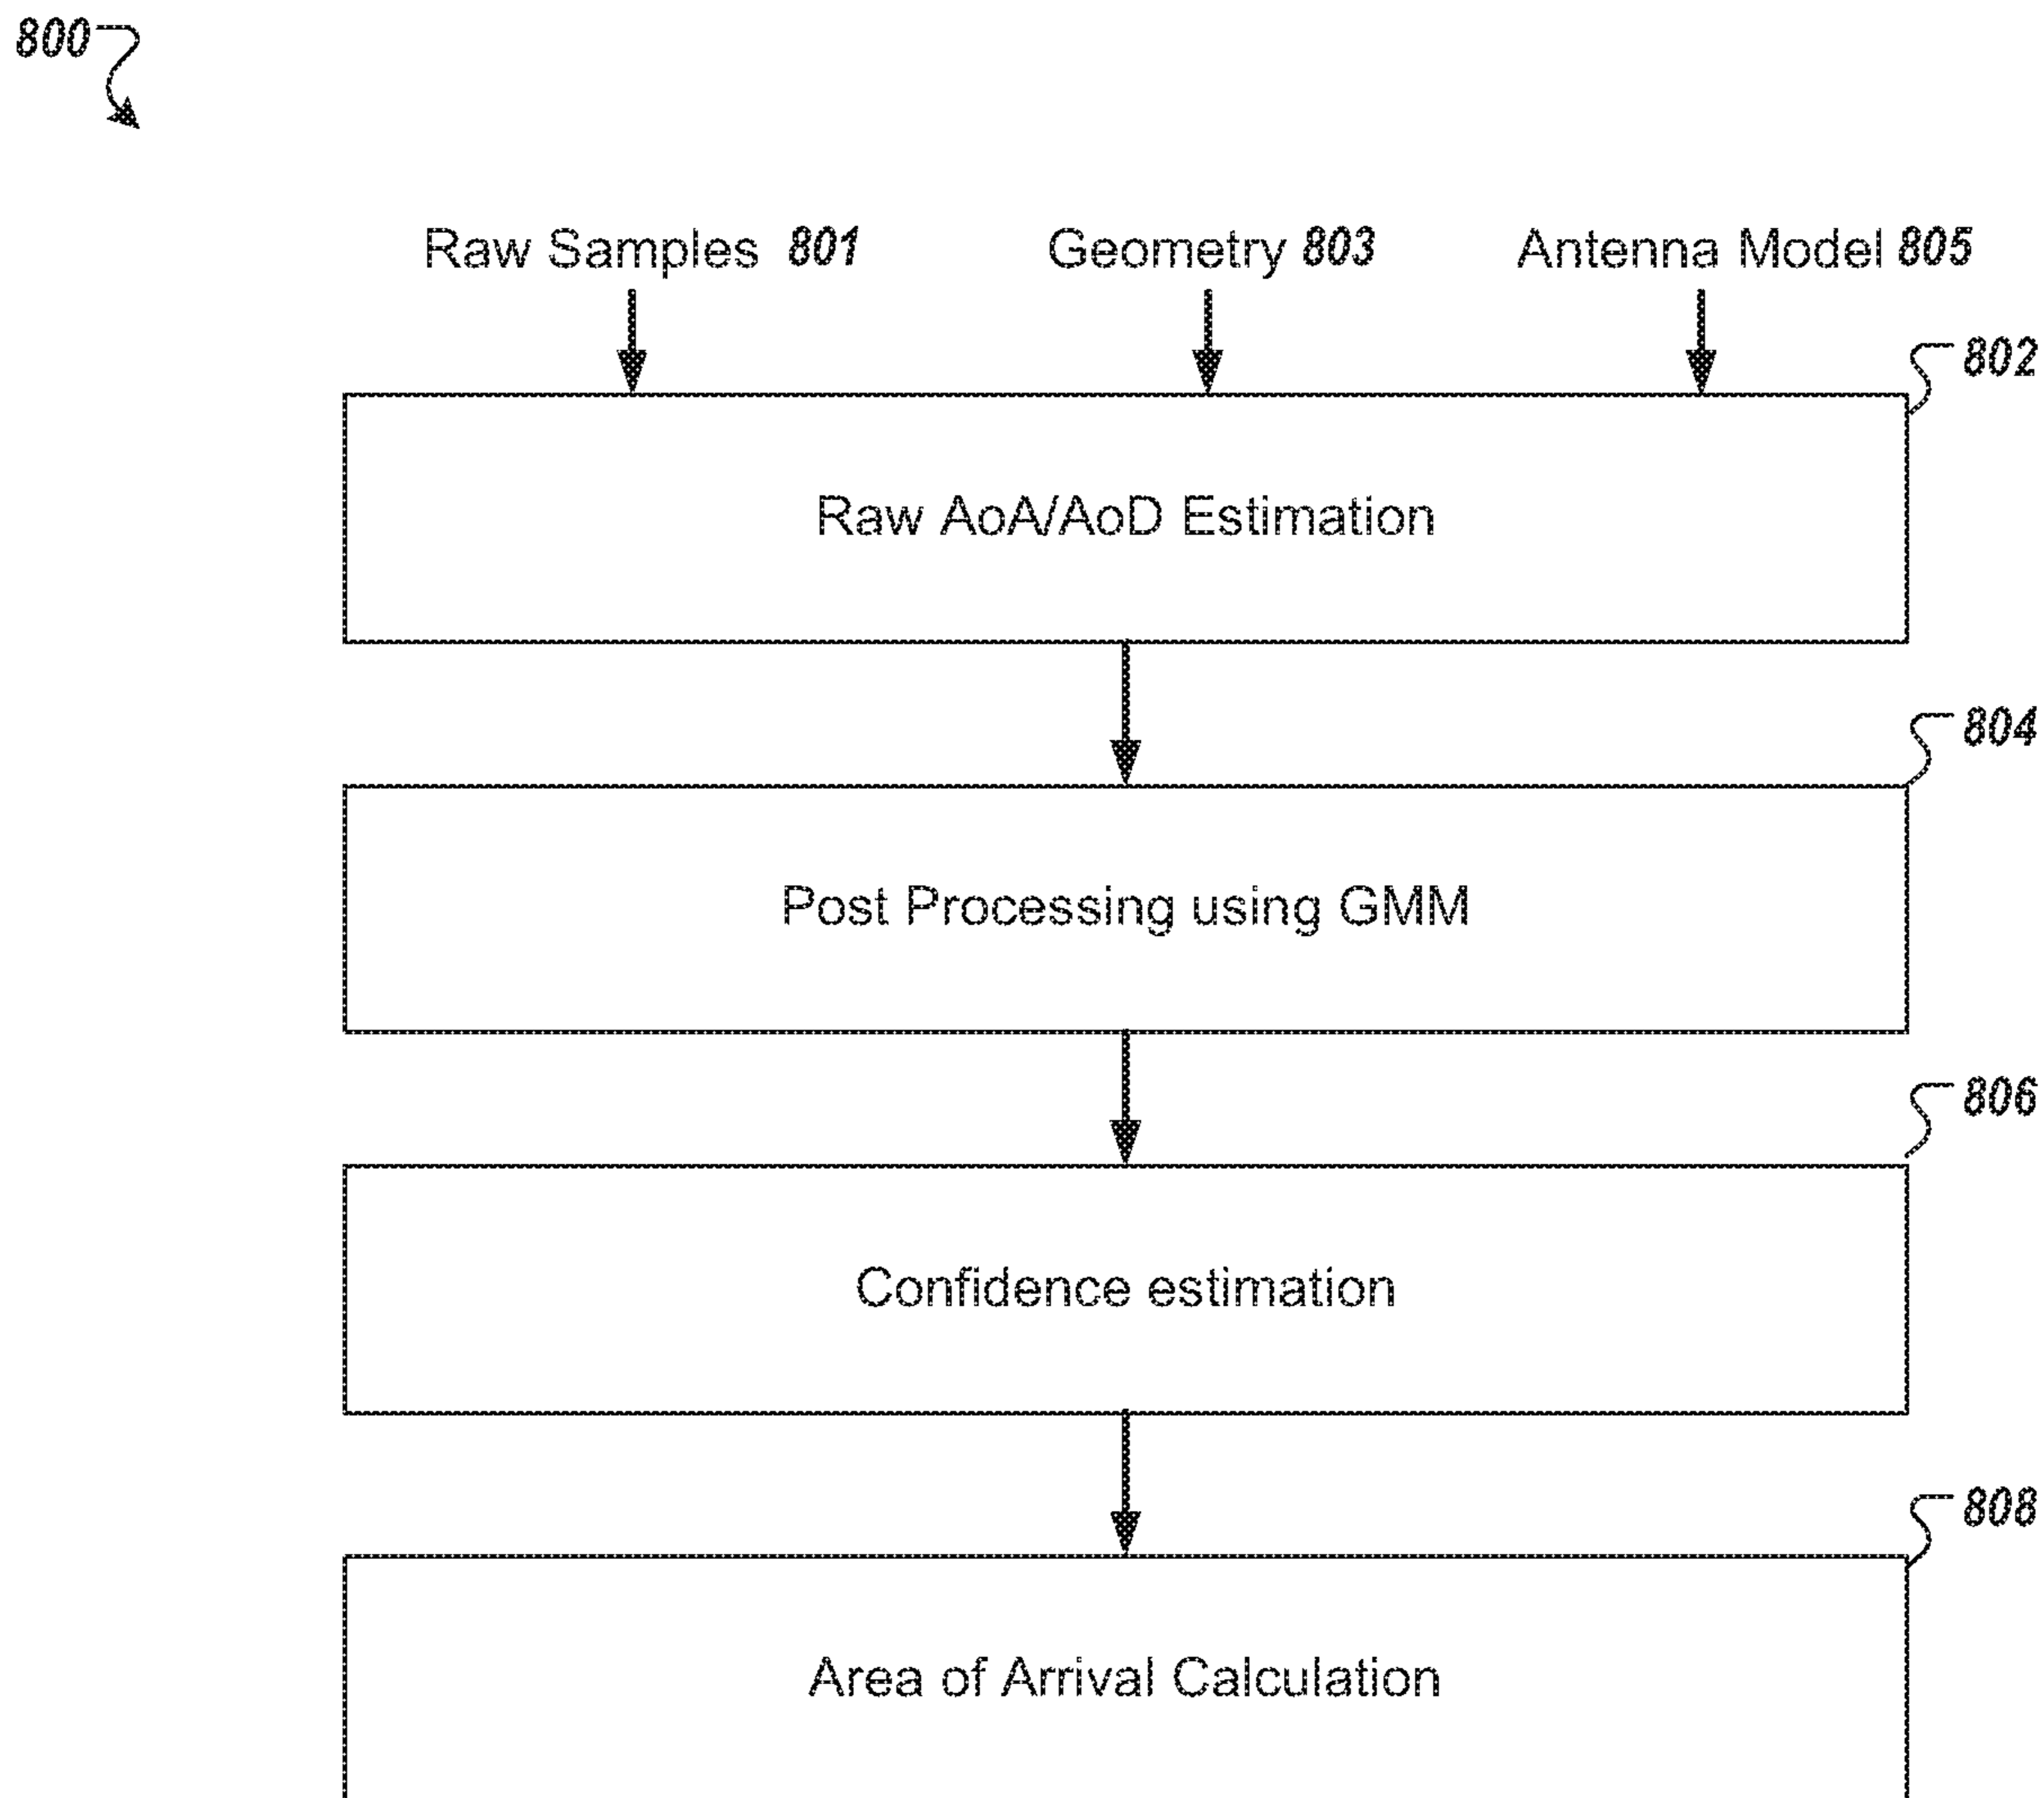 800
Raw Samples 801 Geometry 803 Antenna Model 805
802
Raw AoA/AoD Estimation
804
Post Processing using GMM
806
Confidence estimation
808
Area of Arrival Calculation